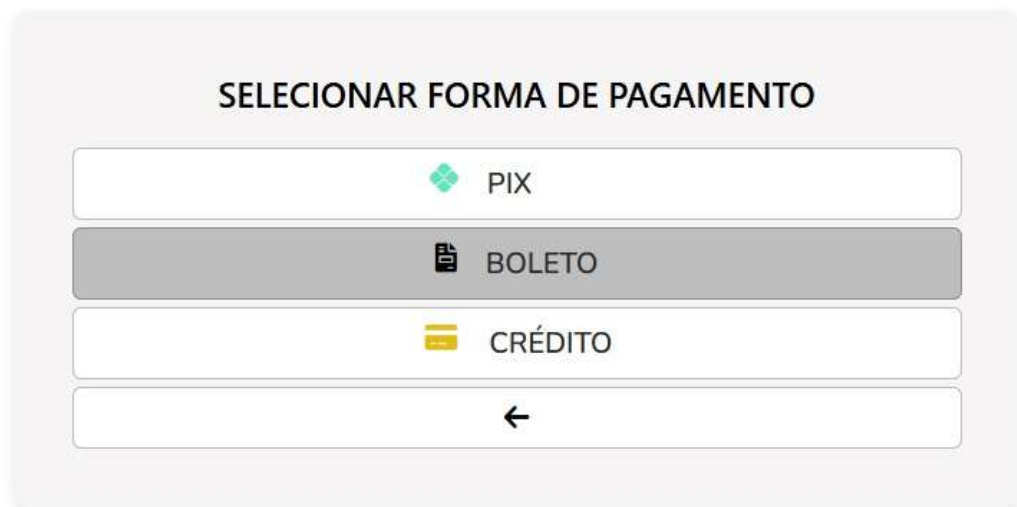 SELECIONAR FORMA DE PAGAMENTO
PIX
BOLETO
CRÉDITO